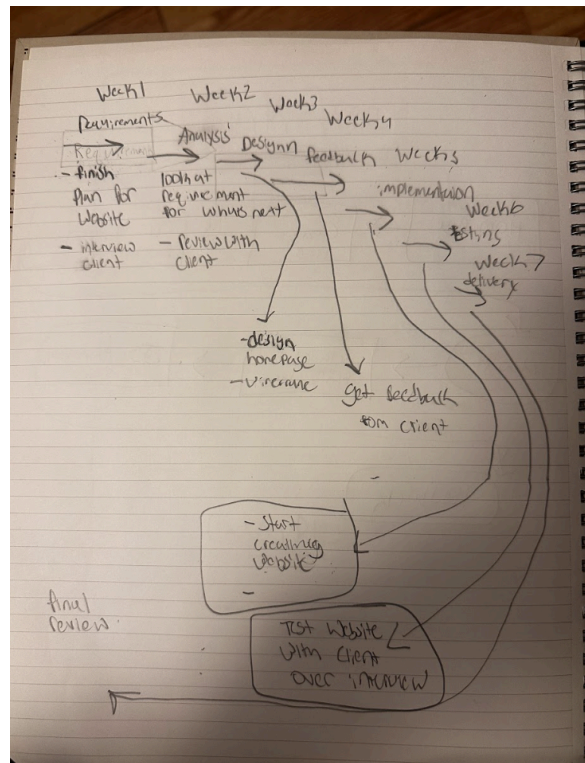 Week1
Week2
Week3
Week4
Week5
Week6
Week7
Requirements
Analysis
Designn
feedback
implementation
testing
delivery
- finish
Plan for
Website
- interview
client
look at
requirement
for whats next
- Review with
client
- design
homepage
- wireframe
get feedback
from client
- Start
creating
website
-
Test Website
with client
over interview
final
review.